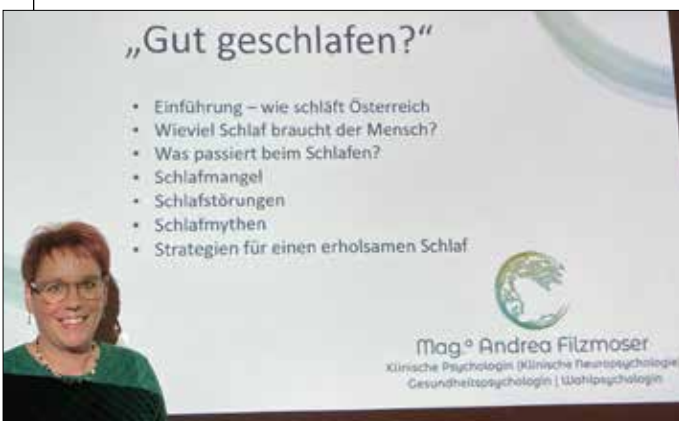 „Gut geschlafen?“
• Einführung – wie schläft Österreich
• Wieviel Schlaf braucht der Mensch?
• Was passiert beim Schlafen?
• Schlafmangel
• Schlafstörungen
• Schlafmythen
• Strategien für einen erholsamen Schlaf
Mag.ª Andrea Filzmoser
Klinische Psychologin (Klinische Neuropsychologie)
Gesundheitspsychologin | Wahlpsychologin